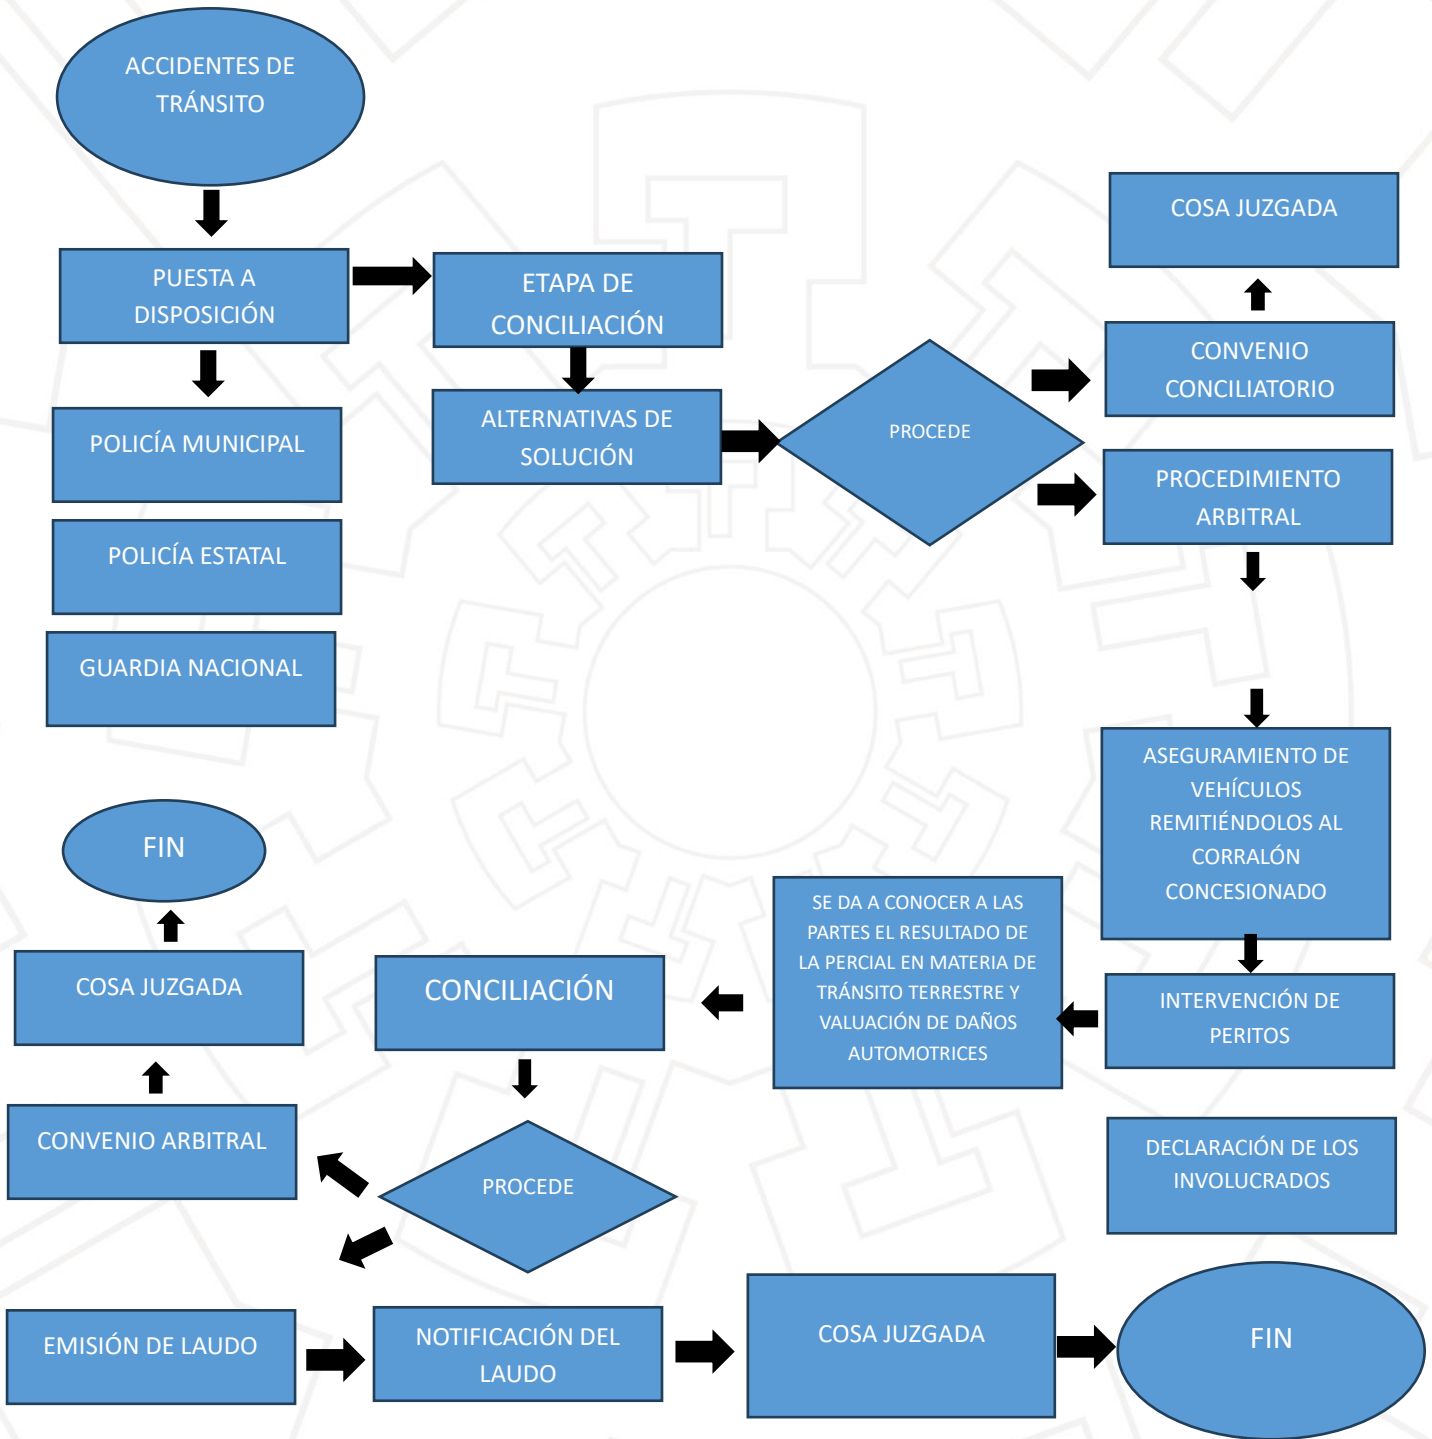 ACCIDENTES DE
TRÁNSITO
PUESTA A
DISPOSICIÓN
POLICÍA MUNICIPAL
POLICÍA ESTATAL
GUARDIA NACIONAL
ETAPA DE
CONCILIACIÓN
ALTERNATIVAS DE
SOLUCIÓN
PROCEDE
COSA JUZGADA
CONVENIO
CONCILIATORIO
PROCEDIMIENTO
ARBITRAL
ASEGURAMIENTO DE
VEHÍCULOS
REMITIÉNDOLOS AL
CORRALÓN
CONCESIONADO
INTERVENCIÓN DE
PERITOS
DECLARACIÓN DE LOS
INVOLUCRADOS
SE DA A CONOCER A LAS
PARTES EL RESULTADO DE
LA PERCIAL EN MATERIA DE
TRÁNSITO TERRESTRE Y
VALUACIÓN DE DAÑOS
AUTOMOTRICES
CONCILIACIÓN
PROCEDE
CONVENIO ARBITRAL
COSA JUZGADA
FIN
EMISIÓN DE LAUDO
NOTIFICACIÓN DEL
LAUDO
COSA JUZGADA
FIN